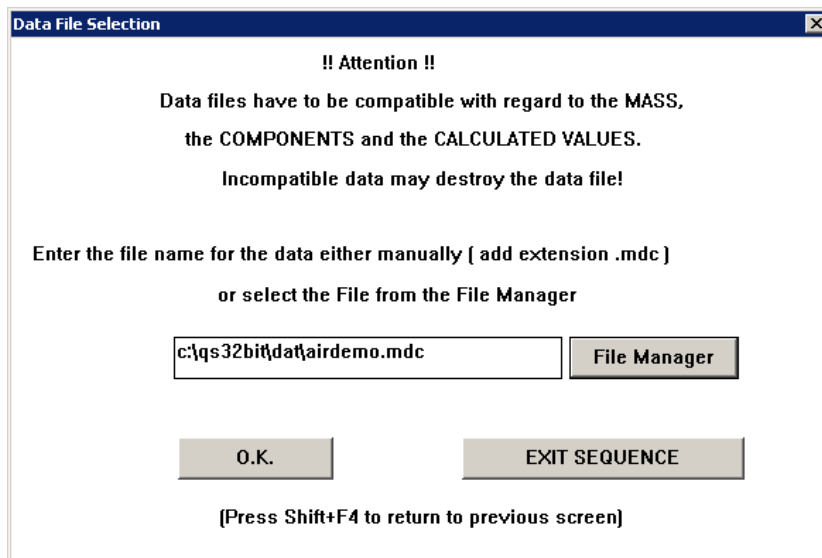 Data File Selection
!! Attention !!
Data files have to be compatible with regard to the MASS,
the COMPONENTS and the CALCULATED VALUES.
Incompatible data may destroy the data file!
Enter the file name for the data either manually ( add extension .mdc )
or select the File from the File Manager
c:\qs32bit\dat\airdemo.mdc
File Manager
O.K. EXIT SEQUENCE
(Press Shift+F4 to return to previous screen)